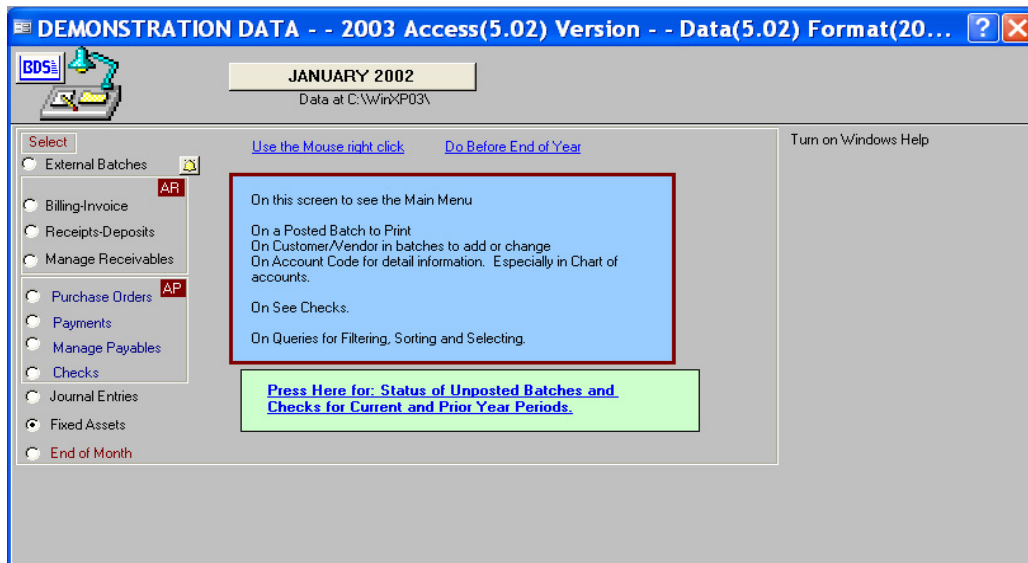 DEMONSTRATION DATA - - 2003 Access(5.02) Version - - Data(5.02) Format(20...
BDS
JANUARY 2002
Data at C:\WinXP03\
Select
External Batches
AR
Billing-Invoice
Receipts-Deposits
Manage Receivables
AP
Purchase Orders
Payments
Manage Payables
Checks
Journal Entries
Fixed Assets
End of Month
Use the Mouse right click
Do Before End of Year
On this screen to see the Main Menu
On a Posted Batch to Print
On Customer/Vendor in batches to add or change
On Account Code for detail information.  Especially in Chart of
accounts.
On See Checks.
On Queries for Filtering, Sorting and Selecting.
Press Here for: Status of Unposted Batches and
Checks for Current and Prior Year Periods.
Turn on Windows Help